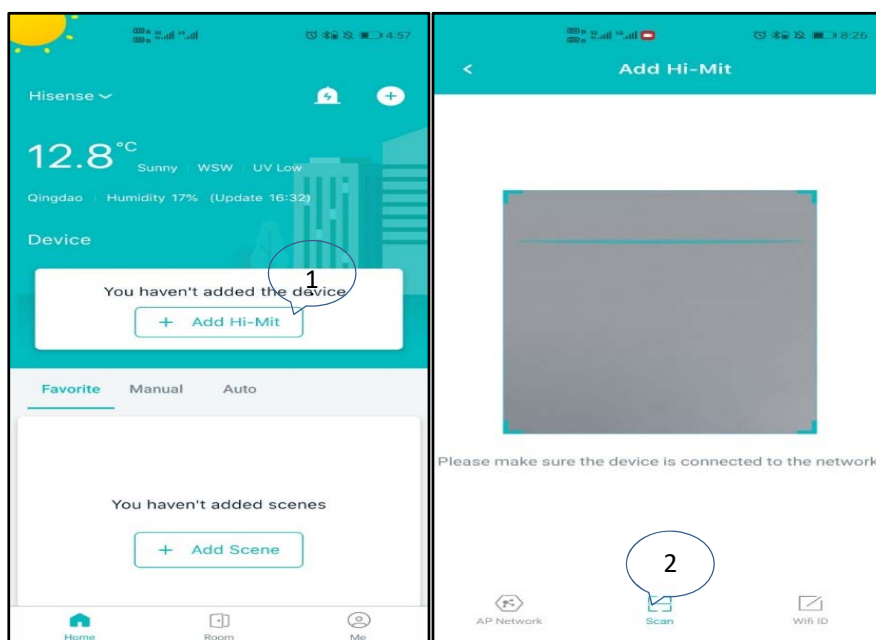 4:57
Hisense
12.8°C
Sunny WSW UV Low
Qingdao Humidity 17% (Update 16:32)
Device
1
You haven't added the device
+ Add Hi-Mit
Favorite Manual Auto
You haven't added scenes
+ Add Scene
Home Room Me
8:26
< Add Hi-Mit
Please make sure the device is connected to the network
2
AP Network Scan Wifi ID